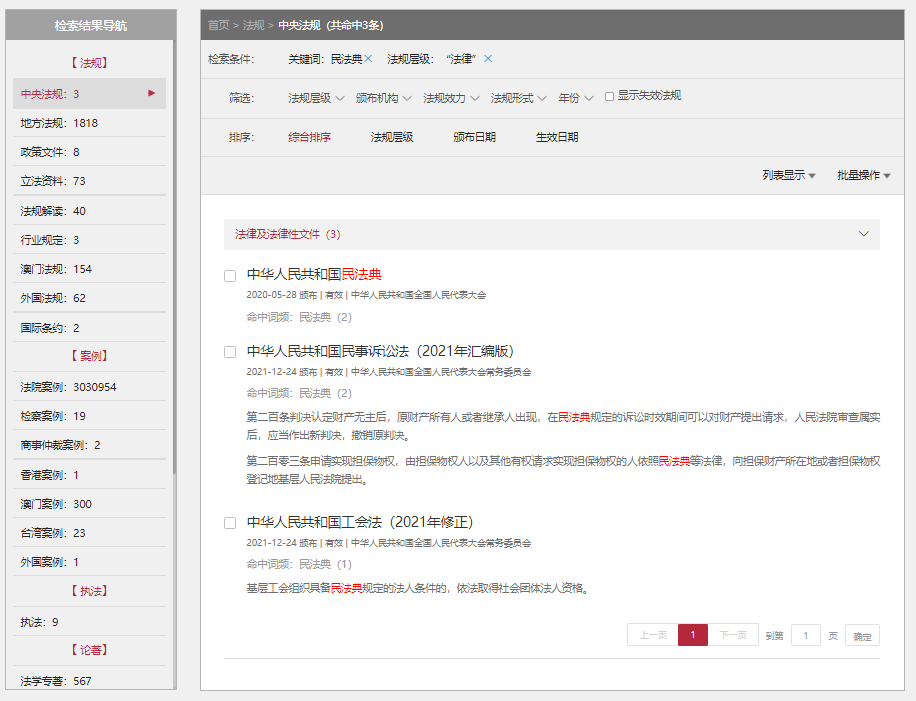 检索结果导航
【法规】
中央法规：3
地方法规：1818
政策文件：8
立法资料：73
法规解读：40
行业规定：3
澳门法规：154
外国法规：62
国际条约：2
【案例】
法院案例：3030954
检察案例：19
商事仲裁案例：2
香港案例：1
澳门案例：300
台湾案例：23
外国案例：1
【执法】
执法：9
【论著】
法学专著：567
首页 > 法规 > 中央法规（共命中3条）
检索条件： 关键词：民法典× 法规层级：“法律” ×
筛选： 法规层级 颁布机构 法规效力 法规形式 年份 显示失效法规
排序： 综合排序 法规层级 颁布日期 生效日期
列表显示 批量操作
法律及法律性文件（3）
中华人民共和国民法典
2020-05-28 颁布 | 有效 | 中华人民共和国全国人民代表大会
命中词频：民法典（2）
中华人民共和国民事诉讼法（2021年汇编版）
2021-12-24 颁布 | 有效 | 中华人民共和国全国人民代表大会常务委员会
命中词频：民法典（2）
第二百条判决认定财产无主后，原财产所有人或者继承人出现，在民法典规定的诉讼时效期间可以对财产提出请求，人民法院审查属实
后，应当作出新判决，撤销原判决。
第二百零三条申请实现担保物权，由担保物权人以及其他有权请求实现担保物权的人依照民法典等法律，向担保财产所在地或者担保物权
登记地基层人民法院提出。
中华人民共和国工会法（2021年修正）
2021-12-24 颁布 | 有效 | 中华人民共和国全国人民代表大会常务委员会
命中词频：民法典（1）
基层工会组织具备民法典规定的法人条件的，依法取得社会团体法人资格。
上一页 1 下一页 到第 1 页 确定